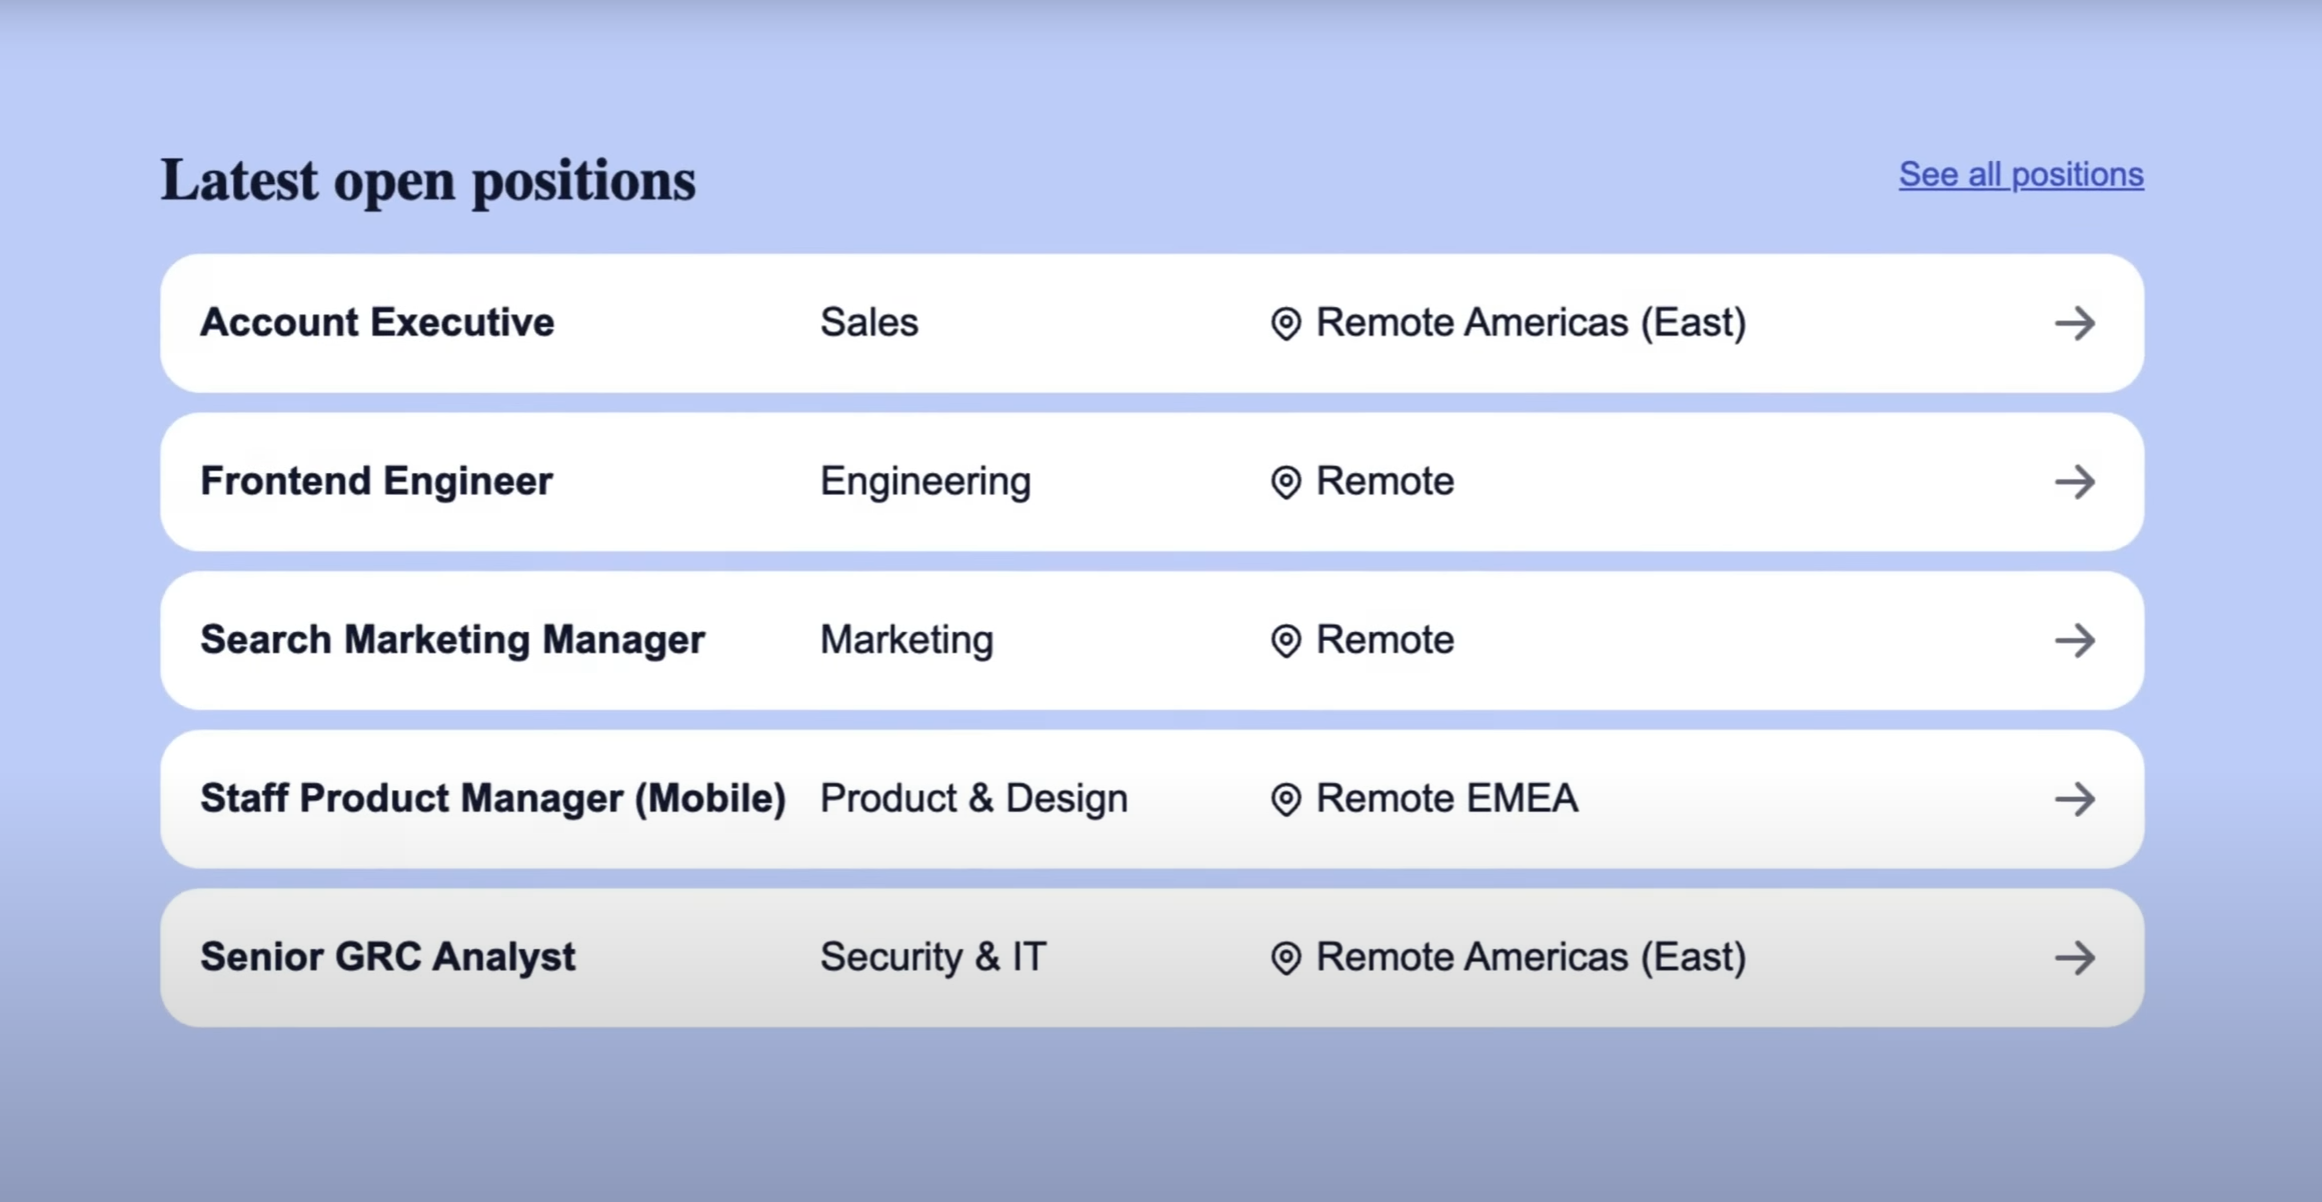 Latest open positions
See all positions
Account Executive Sales Remote Americas (East)
Frontend Engineer Engineering Remote
Search Marketing Manager Marketing Remote
Staff Product Manager (Mobile) Product & Design Remote EMEA
Senior GRC Analyst Security & IT Remote Americas (East)